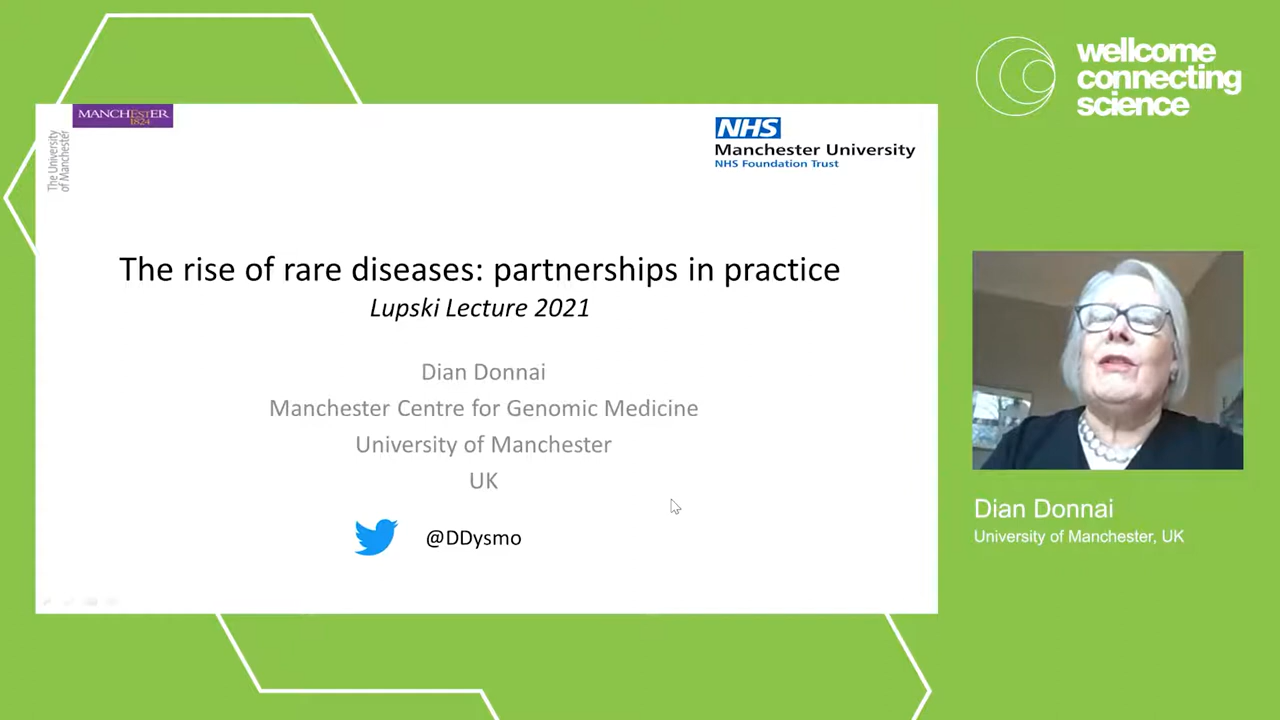 MANCHESTER
1824
The University
of Manchester
NHS
Manchester University
NHS Foundation Trust
The rise of rare diseases: partnerships in practice
Lupski Lecture 2021
Dian Donnai
Manchester Centre for Genomic Medicine
University of Manchester
UK
@DDysmo
wellcome
connecting
science
Dian Donnai
University of Manchester, UK